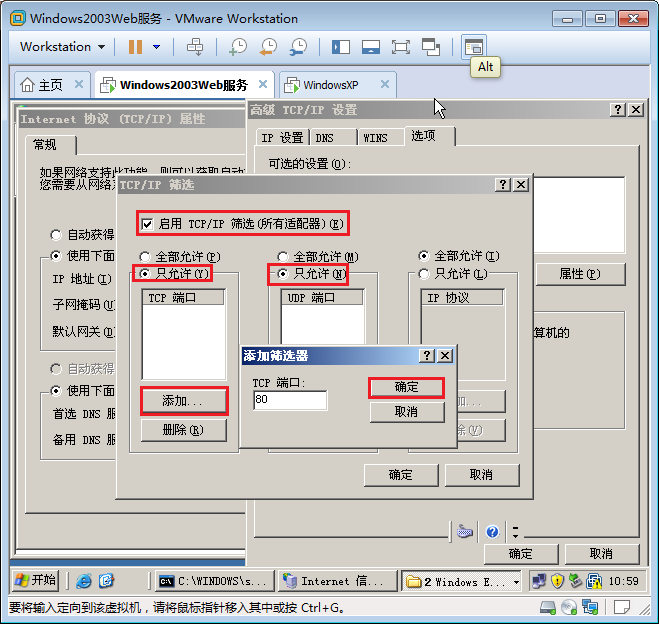 Windows2003Web服务 - VMware Workstation
Workstation
Alt
主页
Windows2003Web服务
WindowsXP
Internet 协议 (TCP/IP) 属性
高级 TCP/IP 设置
常规
IP 设置
DNS
WINS
选项
可选的设置(O):
如果网络支持此功能，则可以获取自动
您需要从网络
TCP/IP 筛选
启用 TCP/IP 筛选(所有适配器)(E)
自动获得
使用下面
IP 地址(I)
子网掩码(U)
默认网关(D)
自动获得
使用下面
首选 DNS 服
备用 DNS 服
全部允许(P)
只允许(Y)
TCP 端口
添加...
删除(R)
全部允许(M)
只允许(N)
UDP 端口
全部允许(I)
只允许(L)
IP 协议
属性(P)
算机的
添加筛选器
TCP 端口:
80
确定
取消
加...
除(V)
确定
取消
确定
取消
开始
C:\WINDOWS\s...
Internet 信...
2 Windows E...
10:59
要将输入定向到该虚拟机，请将鼠标指针移入其中或按 Ctrl+G。